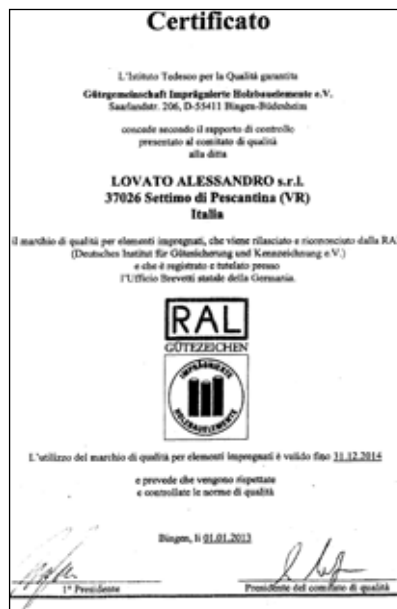 Certificato
L'Istituto Tedesco per la Qualità garantita
Gütegemeinschaft Imprägnierte Holzbauelemente e.V.
Saarlandstr. 206, D-55411 Bingen-Büdesheim
concede secondo il rapporto di controllo
presentato al comitato di qualità
alla ditta
LOVATO ALESSANDRO s.r.l.
37026 Settimo di Pescantina (VR)
Italia
il marchio di qualità per elementi impregnati, che viene rilasciato e riconosciuto dalla RAL
(Deutsches Institut für Gütesicherung und Kennzeichnung e.V.)
e che è registrato e tutelato presso
l'Ufficio Brevetti statale della Germania.
RAL
GÜTEZEICHEN
IMPRÄGNIERTE
HOLZBAUELEMENTE
L'utilizzo del marchio di qualità per elementi impregnati è valido fino 31.12.2014
e prevede che vengono rispettate
e controllate le norme di qualità
Bingen, li 01.01.2013
1° Presidente
Presidente del comitato di qualità